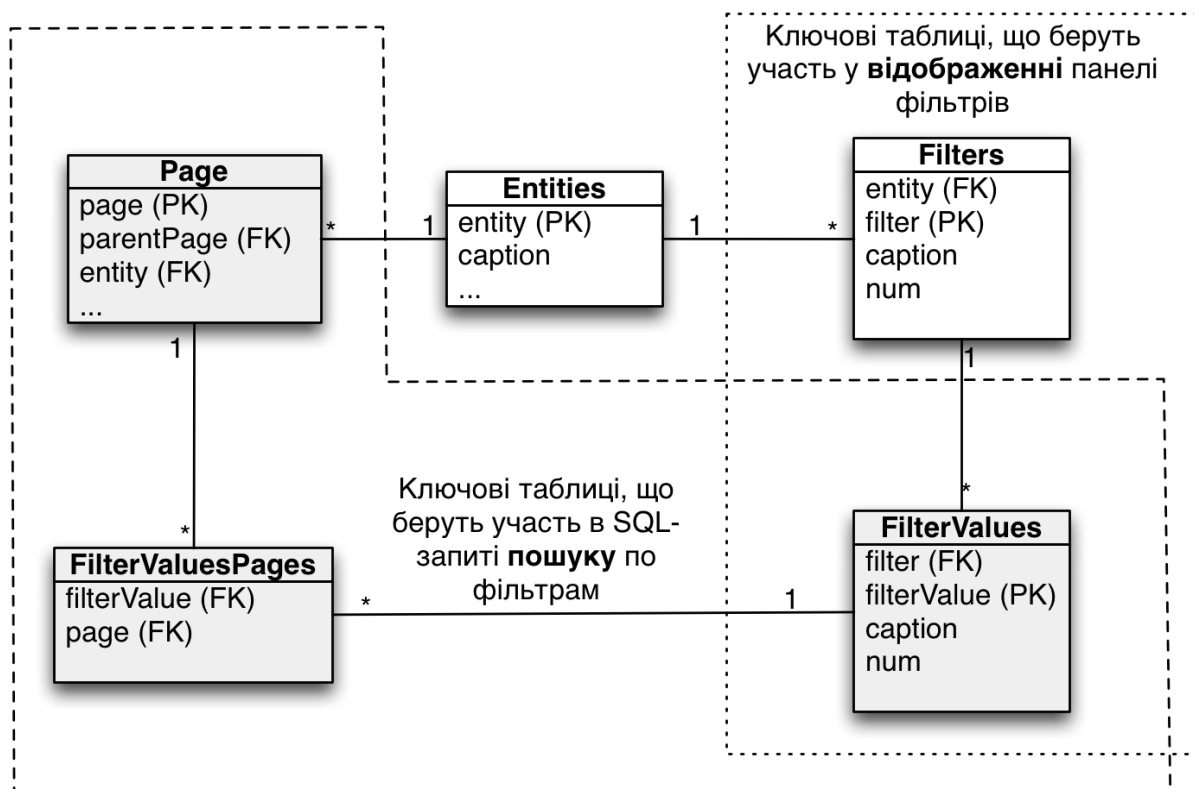 Ключові таблиці, що беруть
участь у відображенні панелі
фільтрів
Page
page (PK)
parentPage (FK)
entity (FK)
...
Entities
entity (PK)
caption
...
Filters
entity (FK)
filter (PK)
caption
num
*
1
1
*
1
1
*
*
Ключові таблиці, що
беруть участь в SQL-
запиті пошуку по
фільтрам
FilterValuesPages
filterValue (FK)
page (FK)
*
1
FilterValues
filter (FK)
filterValue (PK)
caption
num